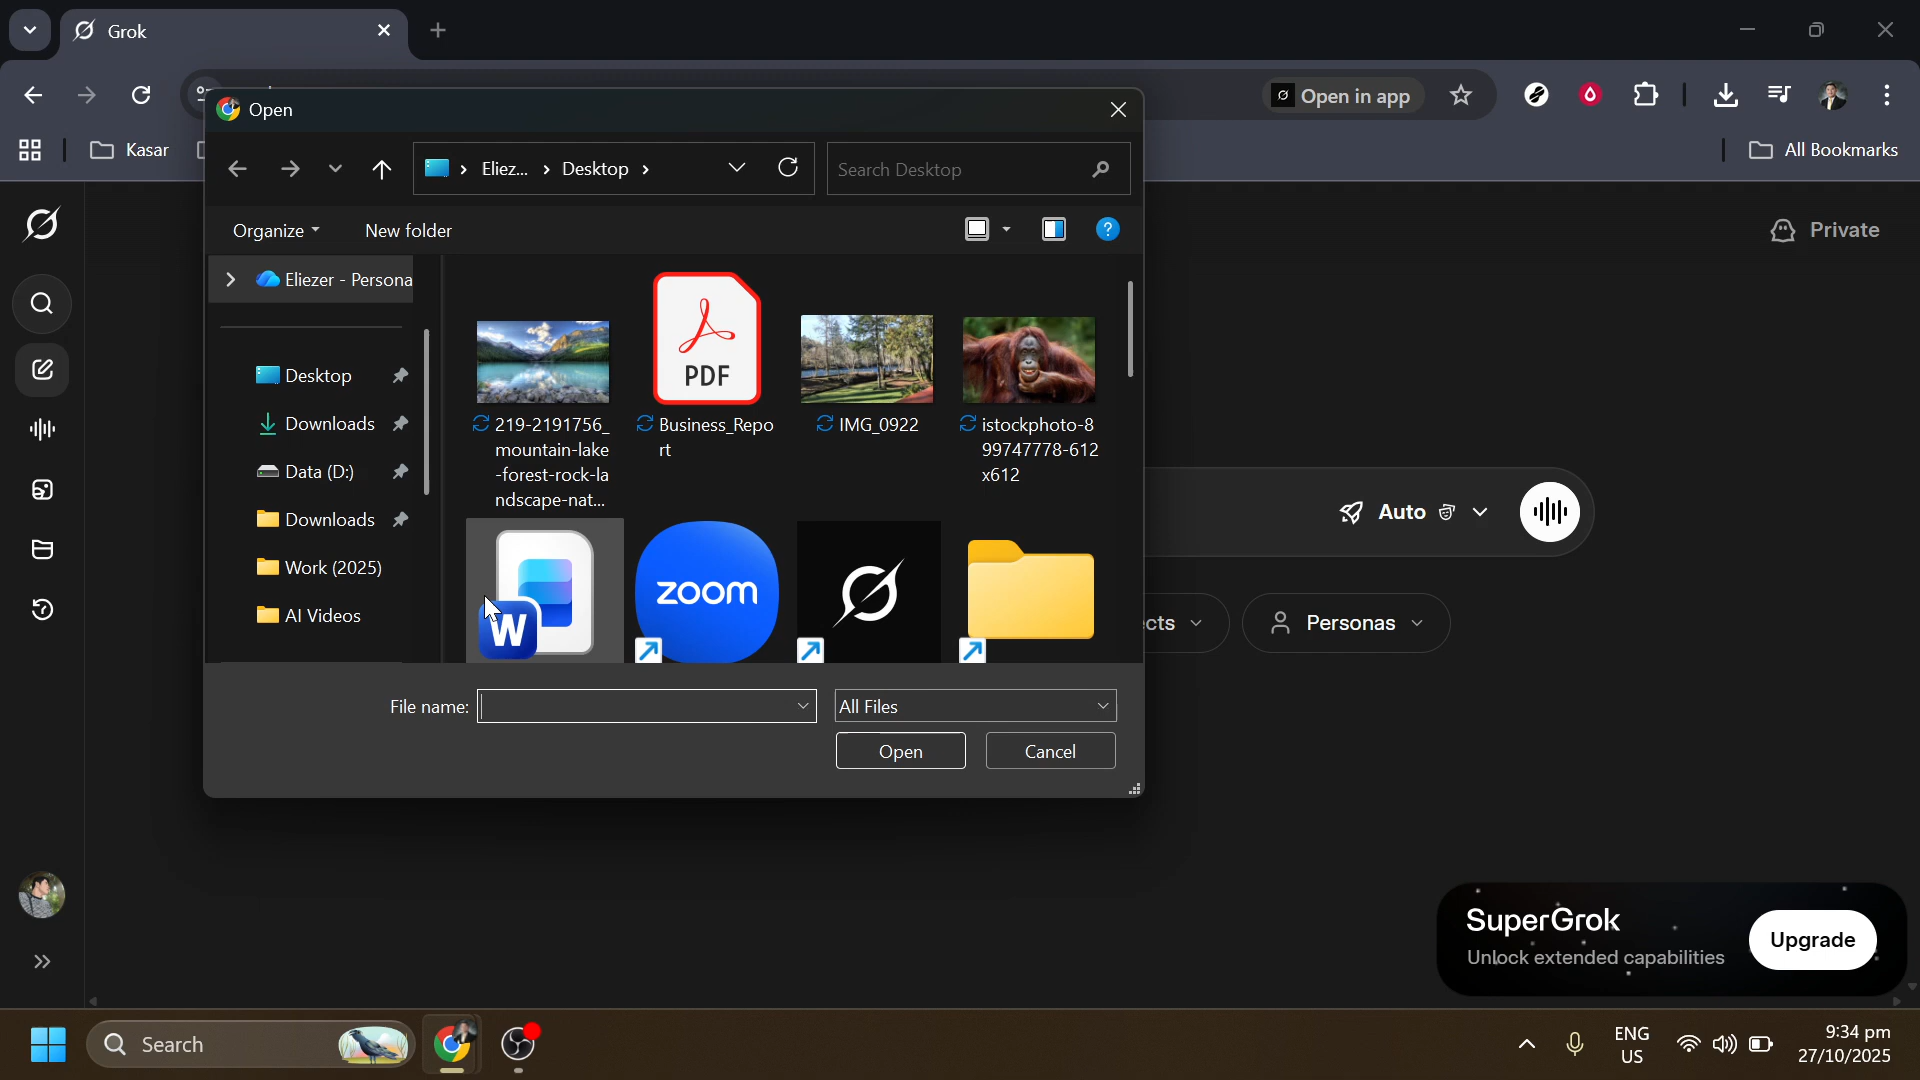 Grok
Open in app
Kasar
All Bookmarks
Open
Eliez...
Desktop
Search Desktop
Organize
New folder
Eliezer - Persona
Desktop
Downloads
Data (D:)
Downloads
Work (2025)
AI Videos
219-2191756_
mountain-lake
-forest-rock-la
ndscape-nat...
PDF
Business_Repo
rt
IMG_0922
istockphoto-8
99747778-612
x612
W
zoom
File name:
All Files
Open
Cancel
Private
Auto
cts
Personas
SuperGrok
Unlock extended capabilities
Upgrade
Search
ENG
US
9:34 pm
27/10/2025